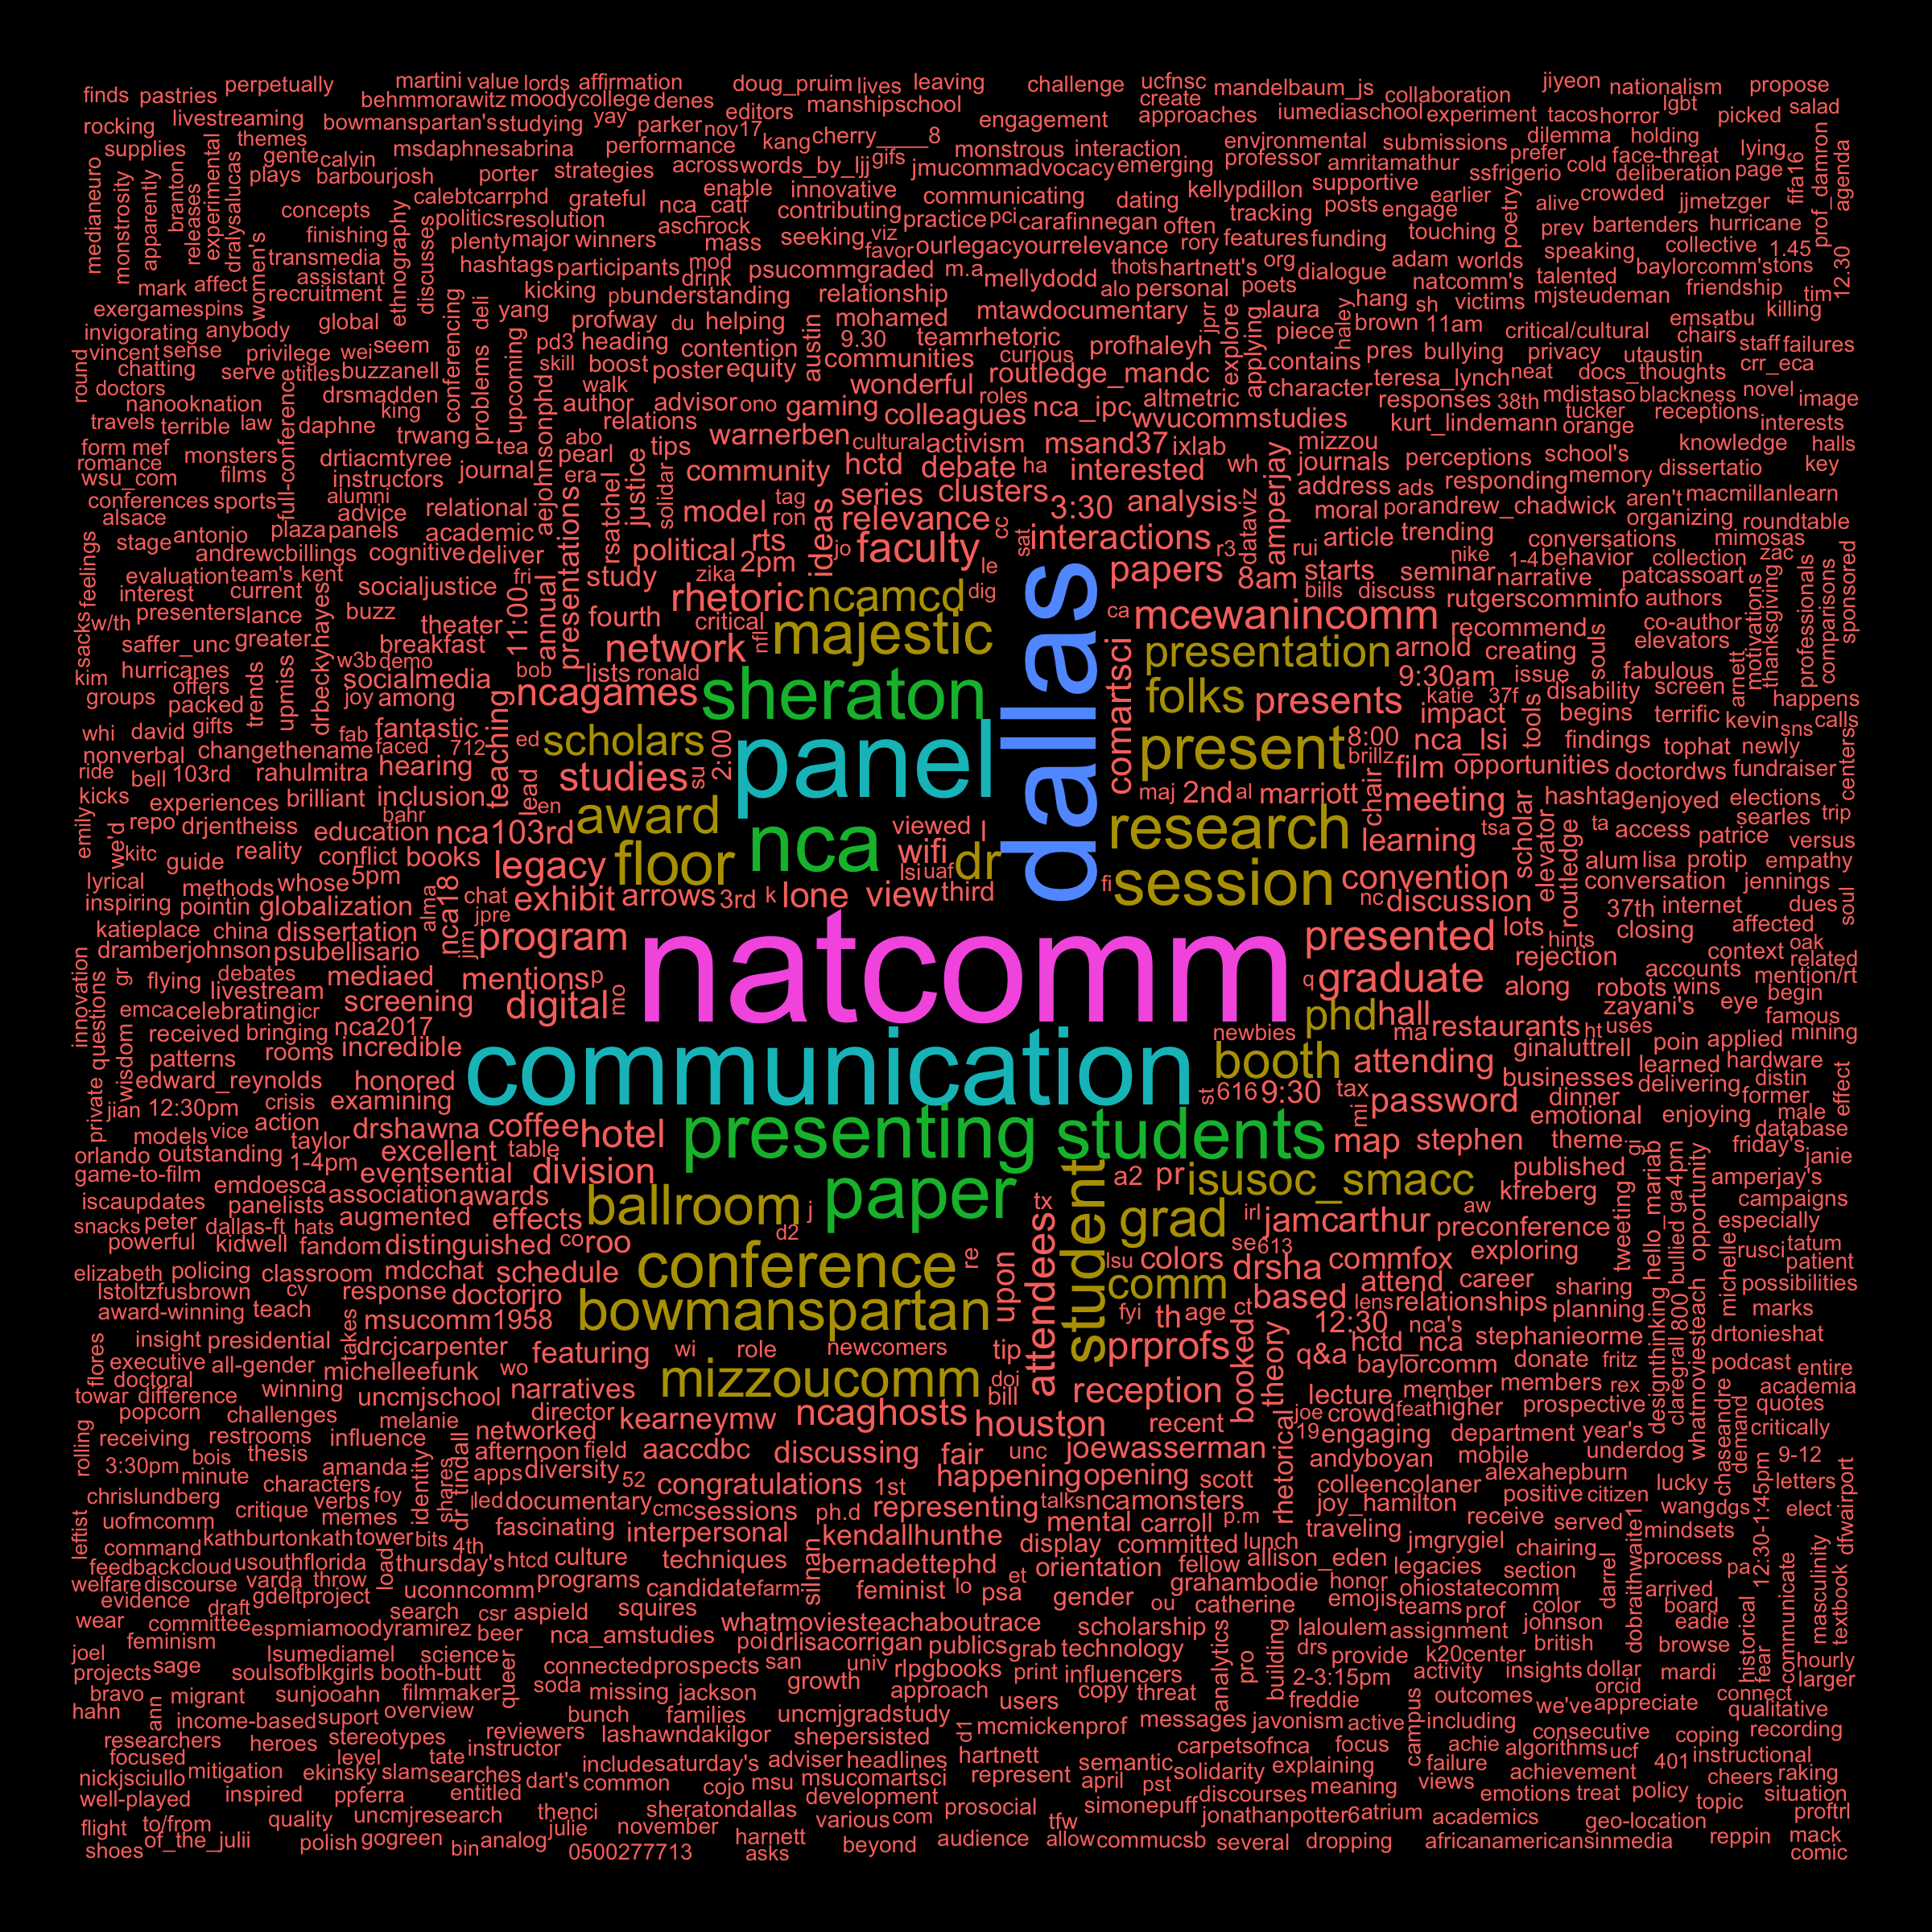 natcomm
dallas
communication
panel
nca
sheraton
presenting students
paper
majestic
ncamcd
scholars
award
floor
dr
presentation
folks
present
research
session
phd
booth
isusoc_smacc
grad
student
comm
ballroom
conference
bowmanspartan
mizzoucomm
finds pastries perpetually martini value lords affirmation doug_pruim lives leaving challenge ucfnsc mandelbaum_js jiyeon nationalism propose
behmmorawitz moodycollege denes editors manshipschool create collaboration lgbt
rocking livestreaming bowmanspartan's studying yay parker nov17 kang cherry____8 engagement approaches iumediaschool experiment tacos horror picked salad
supplies themes msdaphnesabrina performance gifs monstrous interaction environmental submissions dilemma holding
gente calvin plays barbourjosh porter strategies acrosswords_by_ljj jmucommadvocacy emerging professor amritamathur prefer cold face-threat lying
calebtcarrphd grateful enable innovative communicating dating kellypdillon supportive ssfrigerio deliberation page
concepts politics resolution nca_catf contributing practice pci carafinnegan often tracking posts engage earlier alive crowded jjmetzger
finishing plenty major winners aschrock mass seeking viz favor ourlegacyyourrelevance rory features funding touching prev bartenders hurricane
transmedia hashtags participants mod drink psucommgraded m.a mellydodd thots hartnett's org dialogue adam worlds speaking collective 1.45
mark affect assistant recruitment kicking pb understanding relationship alo personal poets natcomm's talented baylorcomm's tons
exergames pins yang profway du helping mohamed mtawdocumentary laura hang sh victims mjsteudeman friendship tim
invigorating anybody global pd3 heading contention 9.30 teamrhetoric piece brown 11am critical/cultural emsatbu killing
vincent sense privilege wei seem skill boost poster equity communities curious profhaleyh contains pres bullying privacy utaustin chairs staff failures
chatting serve titles buzzanell walk wonderful routledge_mandc character teresa_lynch neat docs_thoughts crr_eca
doctors drsmadden author advisor ono gaming colleagues roles nca_ipc altmetric responses 38th mdistaso blackness novel image
nanooknation king relations wvucommstudies kurt_lindemann tucker orange receptions interests
travels terrible law daphne trwang abo tips warnerben cultural activism msand37 ixlab mizzou knowledge halls
form mef romance monsters drtiacmtyree tea pearl community hctd debate ha interested wh journals perceptions school's dissertatio key
wsu_com films instructors journal era series clusters address ads responding memory
conferences sports alumni advice relational model tag ron relevance cc 3:30 analysis moral por andrew_chadwick aren't macmillanlearn
alsace stage antonio plaza panels academic rts faculty interactions article trending organizing roundtable
andrewcbillings cognitive deliver political 2pm jo le r3 rui conversations mimosas
evaluation team's kent socialjustice fri study zika papers 8am starts seminar nike 1-4 behavior collection zac
interest current rhetoric dig bills discuss narrative patcassoart
w/th presenters lance buzz theater fourth critical ca mcewanincomm rutgerscomminfo authors
saffer_unc greater breakfast network nfl recommend co-author
kim hurricanes w3b demo bob lists ronald arnold creating elevators
groups offers packed joy among socialmedia ncagames presents 9:30am issue fabulous
whi david gifts fab fantastic ed katie 37f disability screen happens
nonverbal changethename faced 712 8:00 impact begins terrific kevin sns calls
ride bell 103rd rahulmitra hearing studies su brillz nca_lsi findings tophat newly
kicks experiences brilliant inclusion en maj 2nd al marriott film opportunities doctordws fundraiser
repo drjentheiss bahr viewed l meeting hashtag enjoyed elections trip
kitc reality education nca103rd wifi learning tsa ta access searles patrice versus
guide conflict books legacy lsi uaf convention alum lisa protip empathy
lyrical methods whose 5pm chat exhibit arrows 3rd k lone view third fi discussion nc conversation jennings
inspiring pointin globalization jpre 37th internet dues
katieplace china dissertation program presented lots hints closing affected
dramberjohnson psubellisario rejection context oak
flying debates mediaed mentions p q graduate along accounts related
gr livestream screening digital robots wins mention/rt
emca celebrating icr mo zayani's eye begin
received bringing nca2017 newbies hall ma restaurants ht uses famous
patterns rooms incredible attending ginaluttrell poin applied mining
edward_reynolds honored learned hardware
jian 12:30pm crisis examining st 616 9:30 tax password businesses delivering distin former
models vice action drshawna coffee hotel mi dinner emotional enjoying male database
orlando outstanding taylor excellent table map stephen theme friday's
game-to-film 1-4pm eventsential division a2 pr published janie
iscaupdates emdoesca association awards tx kfreberg amperjay's
panelists augmented effects j irl jamcarthur aw preconference campaigns
snacks peter dallas-ft hats d2 especially
powerful kidwell fandom distinguished co roo se 613 colors drsha commfox exploring rusci tatum
elizabeth policing classroom mdcchat schedule re lsu attend career sharing patient possibilities
lstoltzfusbrown cv response doctorjro based lens relationships planning
award-winning teach msucomm1958 fyi th age ct 12:30 nca's marks
insight presidential drcjcarpenter featuring wi role newcomers tip prprofs q&a hctd_nca stephanieorme drtonieshat
executive all-gender michelleefunk wo baylorcomm donate fritz podcast entire
doctoral towar difference winning uncmjschool narratives doi bill reception lecture member members rex academia
popcorn challenges melanie director ncaghosts joe crowd feat higher prospective quotes
receiving restrooms influence networked kearneymw houston recent 19 engaging department year's critically
bois thesis afternoon field aaccdbc discussing fair unc joewasserman andyboyan mobile underdog 9-12
3:30pm minute amanda apps diversity 52 congratulations 1st happening opening scott alexahepburn lucky
chrislundberg characters verbs foy led documentary cmc sessions ph.d representing talks ncamonsters colleencolaner positive citizen wang dgs letters
uofmcomm critique memes fascinating mental carroll p.m joy_hamilton receive served elect
command kathburtonkath tower bits 4th interpersonal kendallhunthe display committed lunch traveling jmgrygiel chairing mindsets
feedback cloud usouthflorida thursday's htcd culture techniques bernadettephd orientation fellow allison_eden legacies section process pa
welfare discourse varda throw uconncomm programs candidate farm feminist lo psa et gender grahambodie honor ohiostatecomm arrived
evidence draft gdeltproject search csr aspield squires ou catherine emojis teams prof color board
wear committee espmiamoodyramirez beer whatmoviesteachaboutrace scholarship laloulem assignment johnson eadie
joel feminism lsumediamel science nca_amstudies poi drlisacorrigan publics grab technology drs provide k20center british browse
projects sage soulsofblkgirls booth-butt connected prospects san univ rlpgbooks print influencers 2-3:15pm activity insights dollar mardi hourly
bravo migrant sunjooahn filmmaker soda missing jackson growth approach users copy threat freddie outcomes we've orcid appreciate connect larger
hahn income-based suport overview bunch families uncmjgradstudy mcmickenprof messages javonism active including consecutive coping qualitative recording
researchers heroes stereotypes reviewers lashawndakilgor shepersisted carpetsofnca focus achie algorithms ucf
focused level tate instructor include saturday's adviser headlines hartnett semantic solidarity explaining failure 401 instructional
nickjsciullo mitigation ekinsky slam searches dart's common cojo msu msucomartsci represent april pst discourses meaning views achievement cheers raking
well-played inspired ppferra entitled development simonepuff emotions treat policy situation
flight to/from quality uncmjresearch thenci sheratondallas various com prosocial tfw jonathanpotter6 atrium academics topic proftrl
shoes of_the_julii polish gogreen bin analog julie november harnett beyond audience allow commucsb several dropping africanamericansinmedia geo-location reppin mack
0500277713 asks comic
medianeuro
monstrosity
apparently
branton
releases
experimental
dralysalucas
women's
ethnography
discusses
conferencing
problems
deli
upcoming
aejohnsonphd
full-conference
round
austin
jprr
explore
applying
haley
poetry
fifa16
prof_damron
agenda
12.30
feelings
sacks
drbeckyhayes
upmiss
trends
11:00
annual
presentations
rsatchel
justice
solidar
ideas
sat
dataviz
amperjay
comartsci
souls
tools
motivations
thanksgiving
arnett
professionals
comparisons
sponsored
centers
emily
we'd
teaching
lead
2:00
chair
scholar
elevator
routledge
soul
alma
nca18
jim
innovation
questions
private
wisdom
effect
attendees
upon
booked
theory
rhetorical
tweeting
hello_mariab
gi
ga 4pm
bullied
800
claregrall
designthinking
opportunity
whatmoviesteach
michelle
chaseandre
demand
12:30-1:45pm
dfwairport
flores
takes
rolling
leftist
identity
shares
dr_tindall
load
silman
queer
ann
d1
analytics
pro
building
campus
darrel
dobraithwaite1
historical
fear
communicate
masculinity
textbook